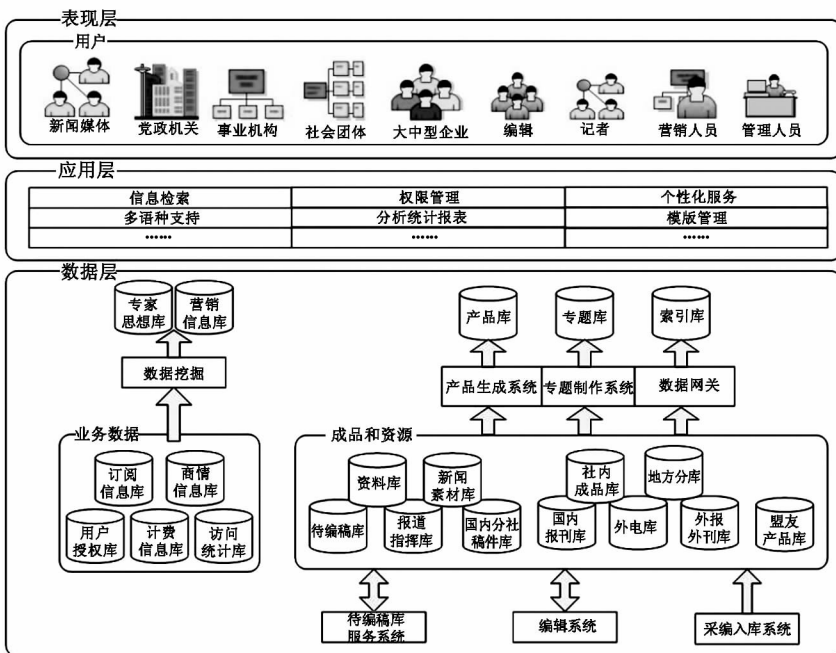 表现层
用户
新闻媒体 党政机关 事业机构 社会团体 大中型企业 编辑 记者 营销人员 管理人员
应用层
信息检索 权限管理 个性化服务
多语种支持 分析统计报表 模版管理
…… …… ……
数据层
专家
思想库
营销
信息库
产品库 专题库 索引库
数据挖掘
产品生成系统 专题制作系统 数据网关
业务数据
订阅
信息库
商情
信息库
用户
授权库
计费
信息库
访问
统计库
成品和资源
资料库
新闻
素材库
社内
成品库
地方分库
待编稿库
报道
指挥库
国内分社
稿件库
国内
报刊库
外电库
外报
外刊库
盟友
产品库
待编稿库
服务系统
编辑系统
采编入库系统